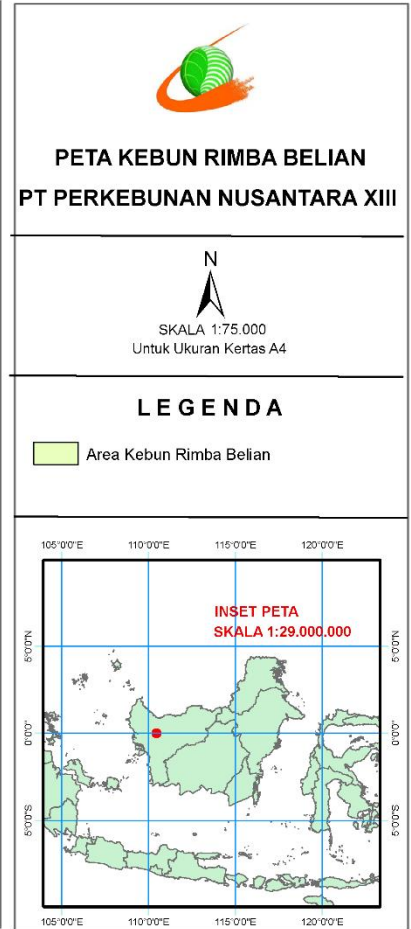 PETA KEBUN RIMBA BELIAN
PT PERKEBUNAN NUSANTARA XIII
N
SKALA 1:75.000
Untuk Ukuran Kertas A4
LEGENDA
Area Kebun Rimba Belian
105°0'0"E 110°0'0"E 115°0'0"E 120°0'0"E
INSET PETA
SKALA 1:29.000.000
5°0'0"N 5°0'0"N
0°0'0" 0°0'0"
5°0'0"S 5°0'0"S
105°0'0"E 110°0'0"E 115°0'0"E 120°0'0"E